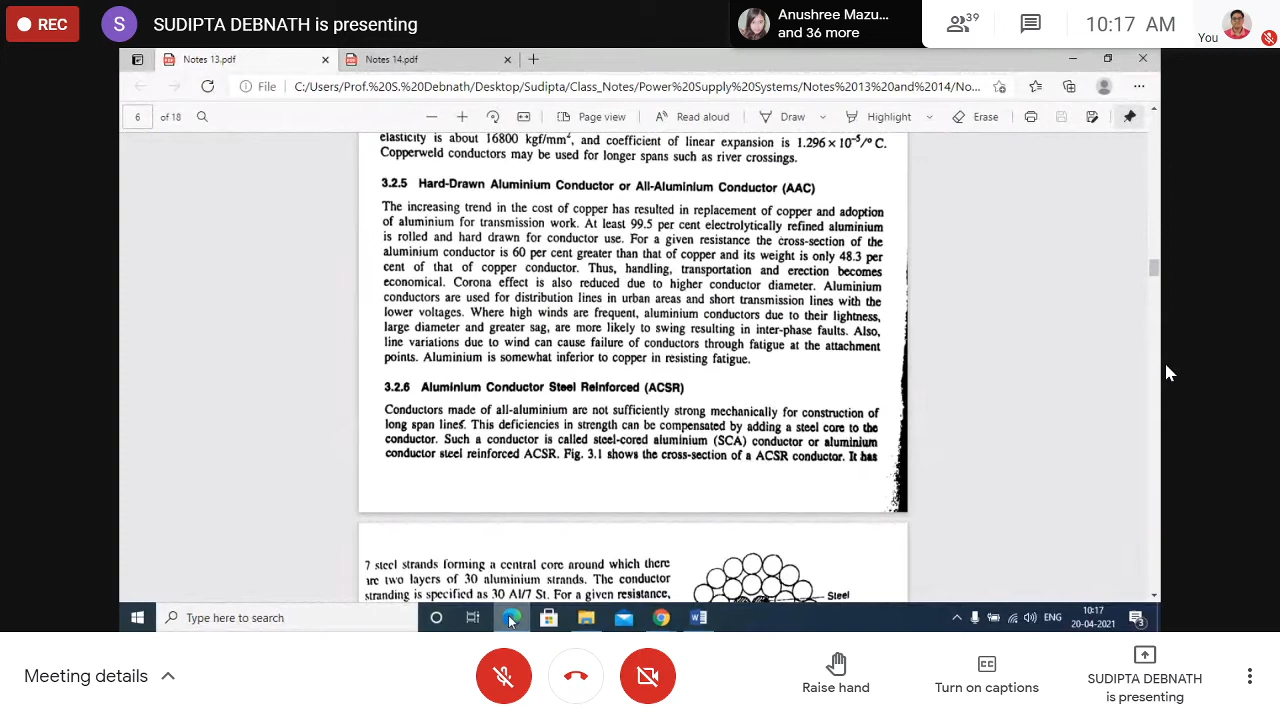 REC
S
SUDIPTA DEBNATH is presenting
Anushree Mazu...
and 36 more
39
10:17 AM
You
Notes 13.pdf
Notes 14.pdf
File
C:/Users/Prof.%20S.%20Debnath/Desktop/Sudipta/Class_Notes/Power%20Supply%20Systems/Notes%2013%20and%2014/No...
6 of 18
Page view
Read aloud
Draw
Highlight
Erase
elasticity is about 16800 kgf/mm², and coefficient of linear expansion is 1.296 × 10⁻⁵/° C.
Copperweld conductors may be used for longer spans such as river crossings.
3.2.5 Hard-Drawn Aluminium Conductor or All-Aluminium Conductor (AAC)
The increasing trend in the cost of copper has resulted in replacement of copper and adoption
of aluminium for transmission work. At least 99.5 per cent electrolytically refined aluminium
is rolled and hard drawn for conductor use. For a given resistance the cross-section of the
aluminium conductor is 60 per cent greater than that of copper and its weight is only 48.3 per
cent of that of copper conductor. Thus, handling, transportation and erection becomes
economical. Corona effect is also reduced due to higher conductor diameter. Aluminium
conductors are used for distribution lines in urban areas and short transmission lines with the
lower voltages. Where high winds are frequent, aluminium conductors due to their lightness,
large diameter and greater sag, are more likely to swing resulting in inter-phase faults. Also,
line variations due to wind can cause failure of conductors through fatigue at the attachment
points. Aluminium is somewhat inferior to copper in resisting fatigue.
3.2.6 Aluminium Conductor Steel Reinforced (ACSR)
Conductors made of all-aluminium are not sufficiently strong mechanically for construction of
long span lines. This deficiencies in strength can be compensated by adding a steel core to the
conductor. Such a conductor is called steel-cored aluminium (SCA) conductor or aluminium
conductor steel reinforced ACSR. Fig. 3.1 shows the cross-section of a ACSR conductor. It has
7 steel strands forming a central core around which there
are two layers of 30 aluminium strands. The conductor
stranding is specified as 30 Al/7 St. For a given resistance,
Steel
Type here to search
ENG
10:17
20-04-2021
3
Meeting details
Raise hand
Turn on captions
SUDIPTA DEBNATH
is presenting